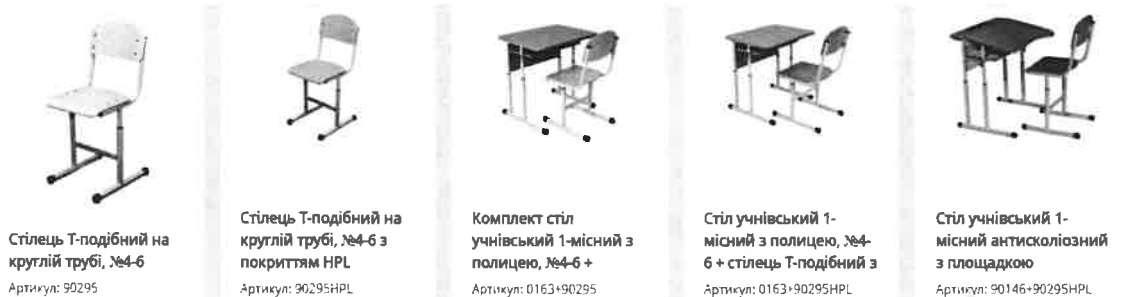 Стілець Т-подібний на
круглій трубі, №4-6
Артикул: 90295
Стілець Т-подібний на
круглій трубі, №4-6 з
покриттям HPL
Артикул: 90295HPL
Комплект стіл
учнівський 1-місний з
полицею, №4-6 +
Артикул: 0163+90295
Стіл учнівський 1-
місний з полицею, №4-
6 + стілець Т-подібний з
Артикул: 0163+90295HPL
Стіл учнівський 1-
місний антисколіозний
з площадкою
Артикул: 90146+90295HPL